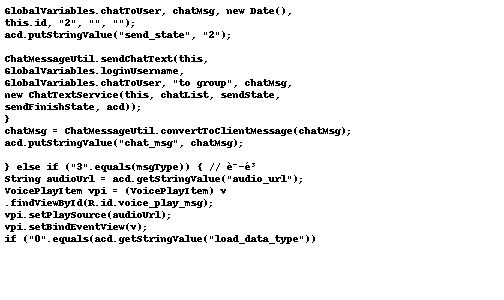 GlobalVariables.chatToUser, chatMsg, new Date(),
this.id, "2", "", "");
acd.putStringValue("send_state", "2");
ChatMessageUtil.sendChatText(this,
GlobalVariables.loginUsername,
GlobalVariables.chatToUser, "to group", chatMsg,
new ChatTextService(this, chatList, sendState,
sendFinishState, acd));
}
chatMsg = ChatMessageUtil.convertToClientMessage(chatMsg);
acd.putStringValue("chat_msg", chatMsg);
} else if ("3".equals(msgType)) { // è¯­é³
String audioUrl = acd.getStringValue("audio_url");
VoicePlayItem vpi = (VoicePlayItem) v
.findViewById(R.id.voice_play_msg);
vpi.setPlaySource(audioUrl);
vpi.setBindEventView(v);
if ("0".equals(acd.getStringValue("load_data_type"))